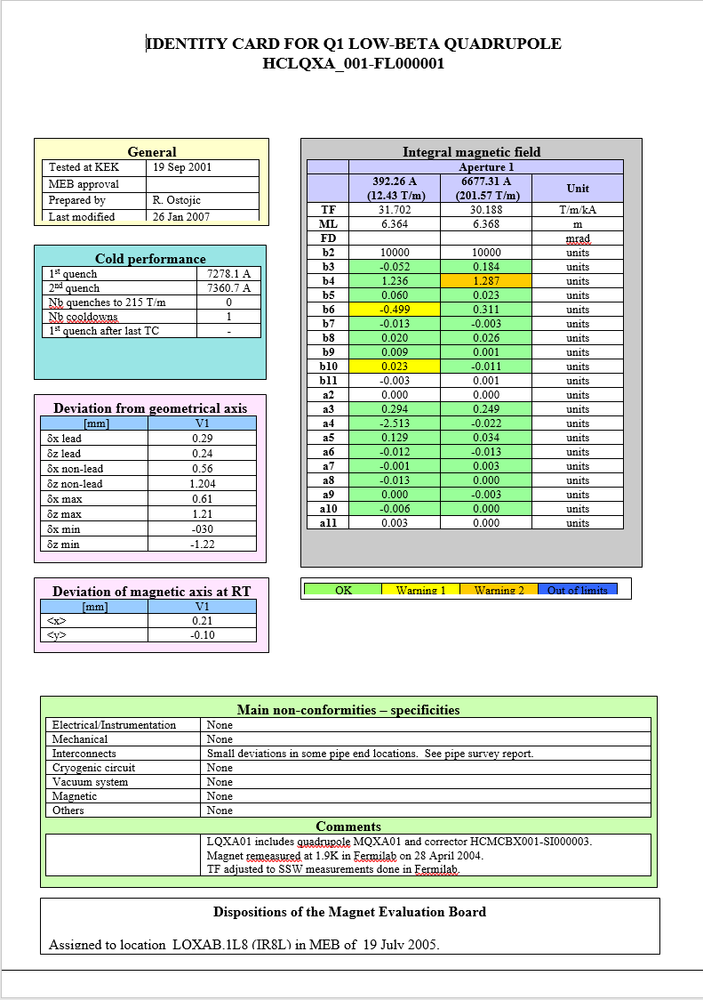 IDENTITY CARD FOR Q1 LOW-BETA QUADRUPOLE
HCLQXA_001-FL000001
General
Tested at KEK 19 Sep 2001
MEB approval
Prepared by R. Ostojic
Last modified 26 Jan 2007
Cold performance
1st quench 7278.1 A
2nd quench 7360.7 A
Nb quenches to 215 T/m 0
Nb cooldowns 1
1st quench after last TC -
Deviation from geometrical axis
[mm] V1
δx lead 0.29
δz lead 0.24
δx non-lead 0.56
δz non-lead 1.204
δx max 0.61
δz max 1.21
δx min -030
δz min -1.22
Deviation of magnetic axis at RT
[mm] V1
<x> 0.21
<y> -0.10
Integral magnetic field
Aperture 1
392.26 A 6677.31 A Unit
(12.43 T/m) (201.57 T/m)
TF 31.702 30.188 T/m/kA
ML 6.364 6.368 m
FD mrad
b2 10000 10000 units
b3 -0.052 0.184 units
b4 1.236 1.287 units
b5 0.060 0.023 units
b6 -0.499 0.311 units
b7 -0.013 -0.003 units
b8 0.020 0.026 units
b9 0.009 0.001 units
b10 0.023 -0.011 units
b11 -0.003 0.001 units
a2 0.000 0.000 units
a3 0.294 0.249 units
a4 -2.513 -0.022 units
a5 0.129 0.034 units
a6 -0.012 -0.013 units
a7 -0.001 0.003 units
a8 -0.013 0.000 units
a9 0.000 -0.003 units
a10 -0.006 0.000 units
a11 0.003 0.000 units
OK Warning 1 Warning 2 Out of limits
Main non-conformities – specificities
Electrical/Instrumentation None
Mechanical None
Interconnects Small deviations in some pipe end locations. See pipe survey report.
Cryogenic circuit None
Vacuum system None
Magnetic None
Others None
Comments
LQXA01 includes quadrupole MQXA01 and corrector HCMCBX001-SI000003.
Magnet remeasured at 1.9K in Fermilab on 28 April 2004.
TF adjusted to SSW measurements done in Fermilab.
Dispositions of the Magnet Evaluation Board
Assigned to location LQXAB.1L8 (IR8L) in MEB of 19 July 2005.